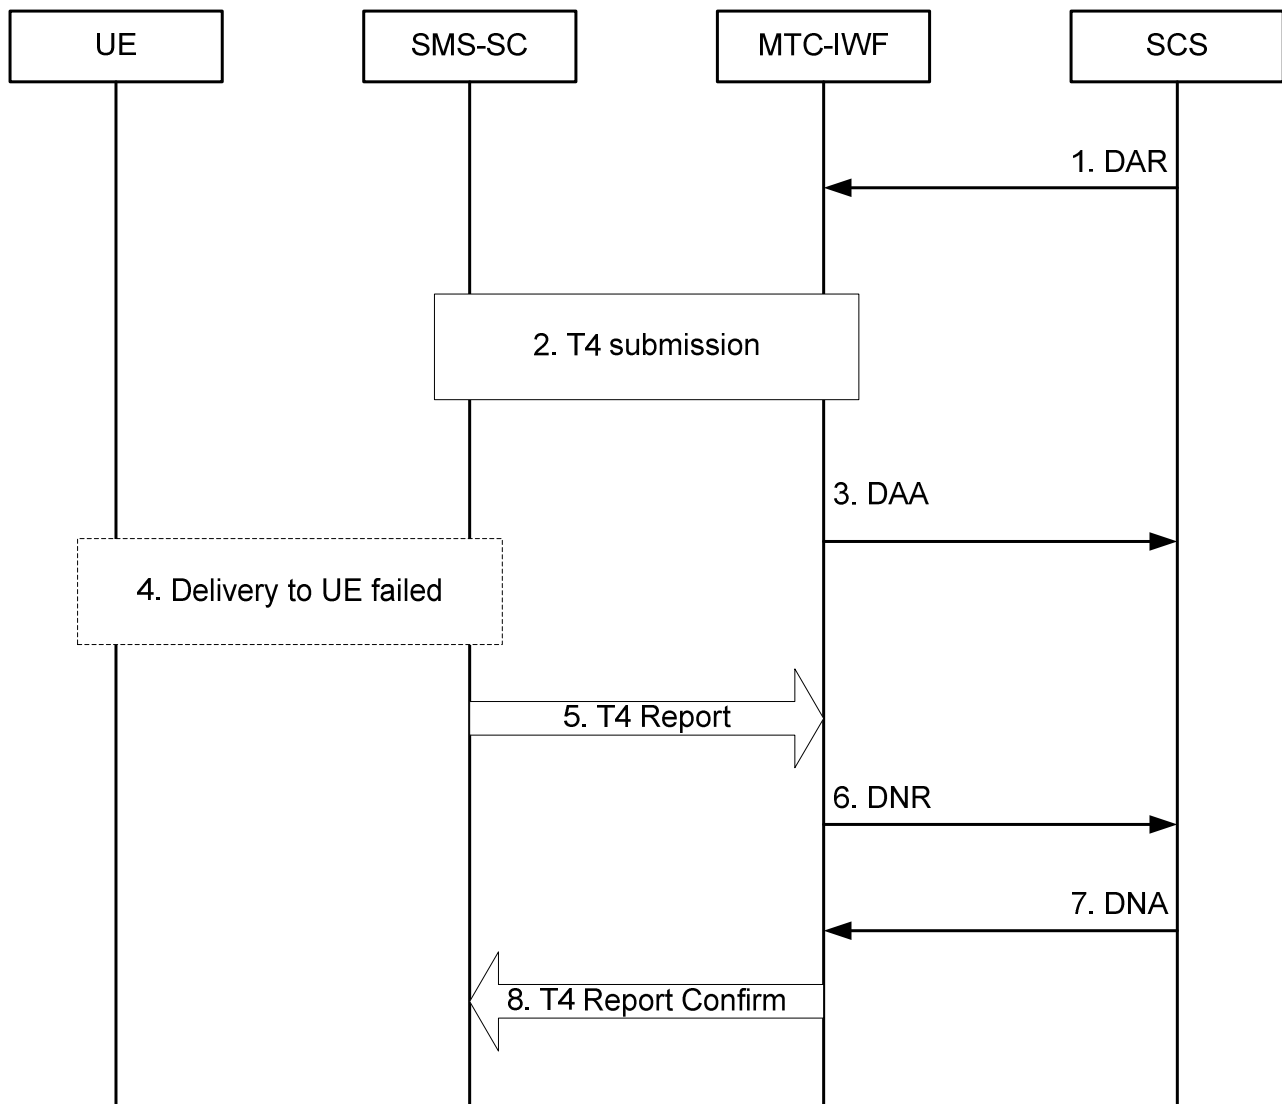 UE
SMS-SC
MTC-IWF
SCS
1. DAR
2. T4 submission
3. DAA
4. Delivery to UE failed
5. T4 Report
6. DNR
7. DNA
8. T4 Report Confirm